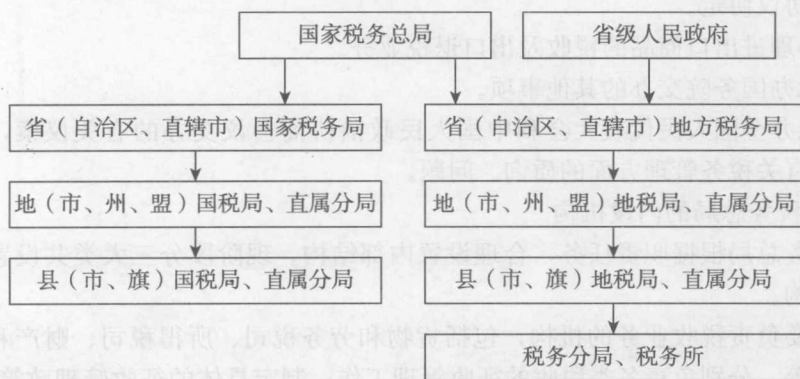 国家税务总局
省级人民政府
省（自治区、直辖市）国家税务局
省（自治区、直辖市）地方税务局
地（市、州、盟）国税局、直属分局
地（市、州、盟）地税局、直属分局
县（市、旗）国税局、直属分局
县（市、旗）地税局、直属分局
税务分局、税务所